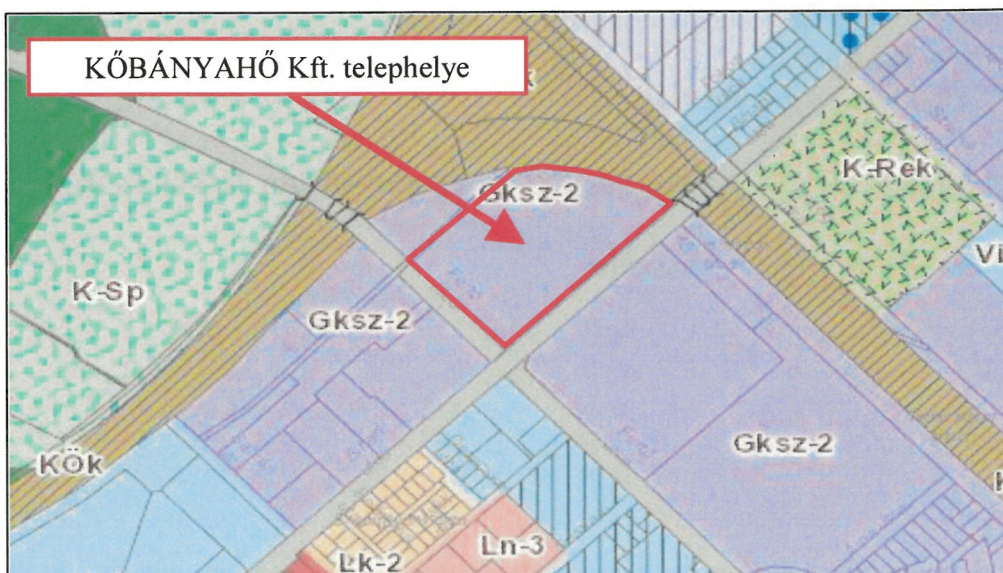 KŐBÁNYAHŐ Kft. telephelye
Gksz-2
K-Rek
K-Sp
Gksz-2
Gksz-2
KÖk
Ln-3
Lk-2